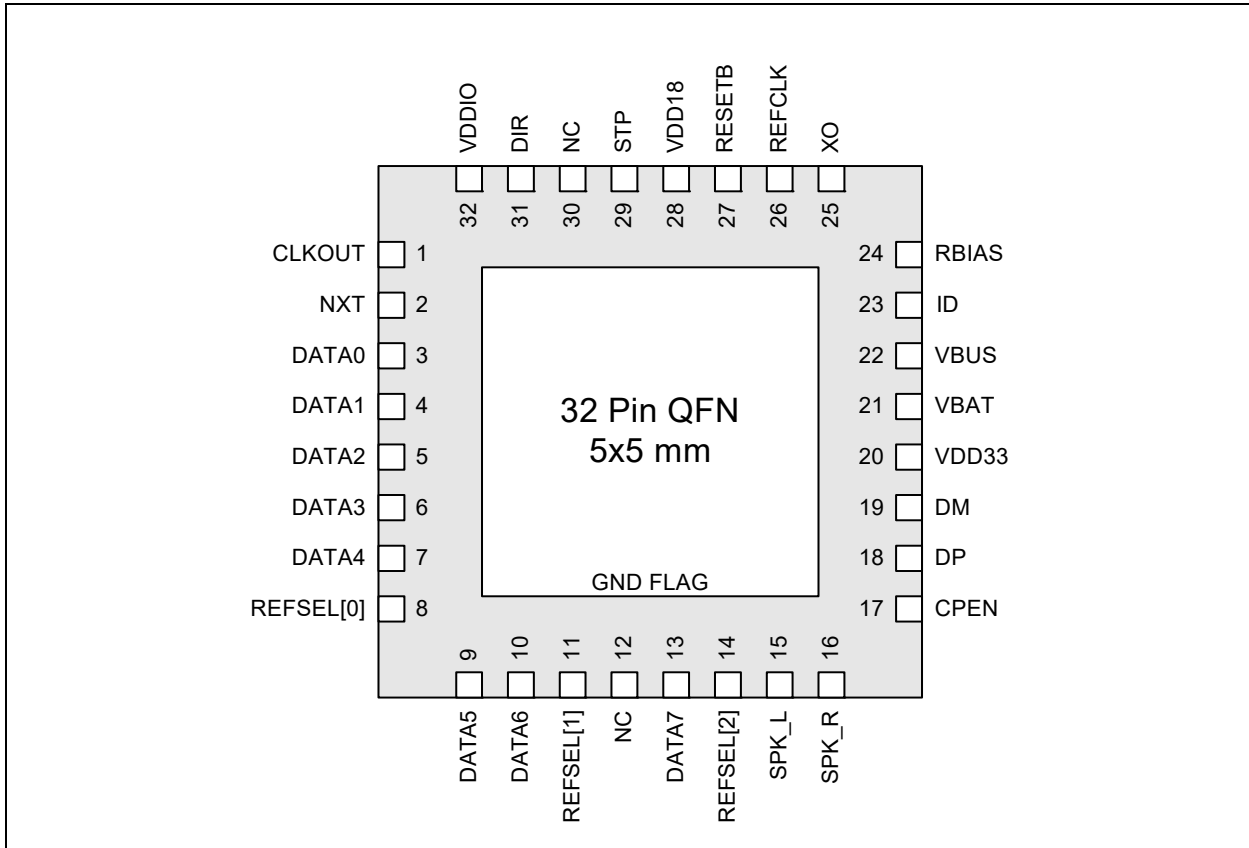 VDDIO
DIR
NC
STP
VDD18
RESETB
REFCLK
XO
32
31
30
29
28
27
26
25
CLKOUT 1
NXT 2
DATA0 3
DATA1 4
DATA2 5
DATA3 6
DATA4 7
REFSEL[0] 8
24 RBIAS
23 ID
22 VBUS
21 VBAT
20 VDD33
19 DM
18 DP
17 CPEN
32 Pin QFN
5x5 mm
GND FLAG
9
10
11
12
13
14
15
16
DATA5
DATA6
REFSEL[1]
NC
DATA7
REFSEL[2]
SPK_L
SPK_R